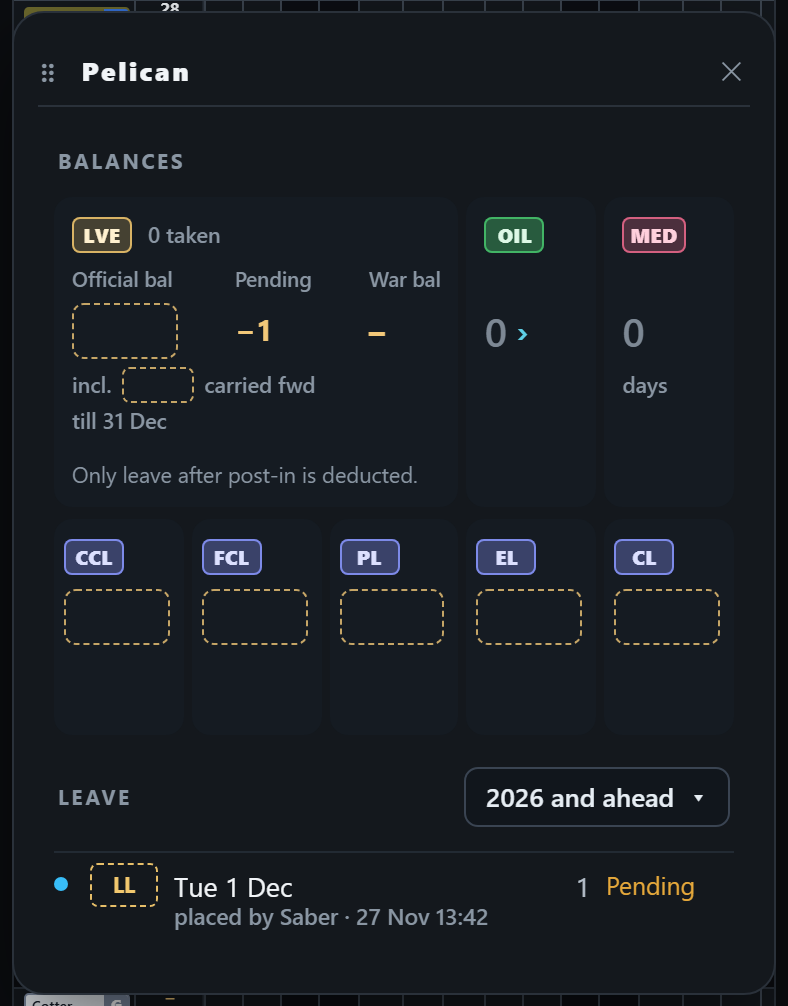 28
Pelican
BALANCES
LVE 0 taken
Official bal Pending War bal
−1 –
incl. carried fwd
till 31 Dec
Only leave after post-in is deducted.
OIL
0 ›
MED
0
days
CCL FCL PL EL CL
LEAVE 2026 and ahead ▾
LL Tue 1 Dec 1 Pending
placed by Saber · 27 Nov 13:42